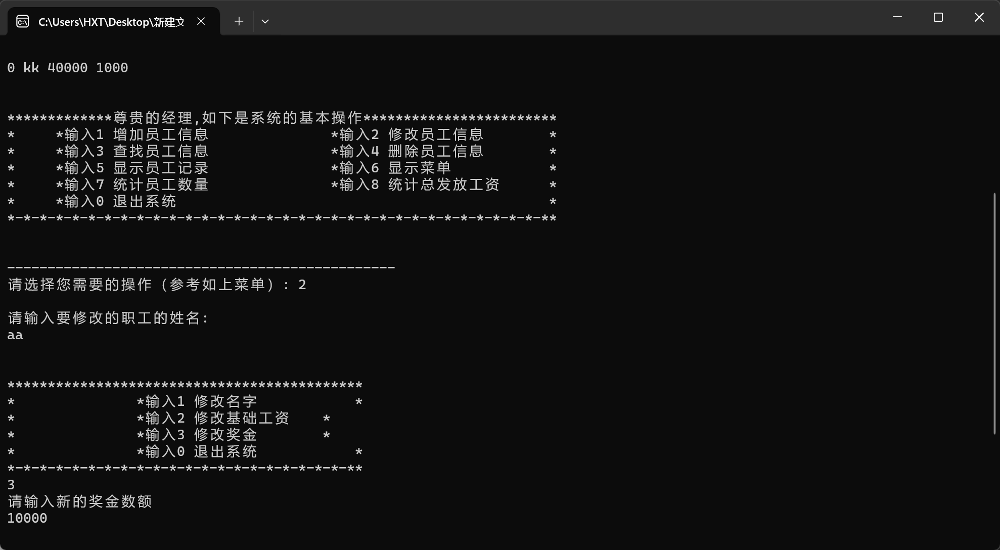 C:\Users\HXT\Desktop\新建文
0 kk 40000 1000
*************尊贵的经理,如下是系统的基本操作************************
*     *输入1 增加员工信息               *输入2 修改员工信息        *
*     *输入3 查找员工信息               *输入4 删除员工信息        *
*     *输入5 显示员工记录               *输入6 显示菜单            *
*     *输入7 统计员工数量               *输入8 统计总发放工资      *
*     *输入0 退出系统                                              *
*-*-*-*-*-*-*-*-*-*-*-*-*-*-*-*-*-*-*-*-*-*-*-*-*-*-*-*-*-*-*-*-*-**
------------------------------------------------
请选择您需要的操作（参考如上菜单）: 2
请输入要修改的职工的姓名:
aa
********************************************
*               *输入1 修改名字            *
*               *输入2 修改基础工资    *
*               *输入3 修改奖金        *
*               *输入0 退出系统            *
*-*-*-*-*-*-*-*-*-*-*-*-*-*-*-*-*-*-*-*-*-**
3
请输入新的奖金数额
10000